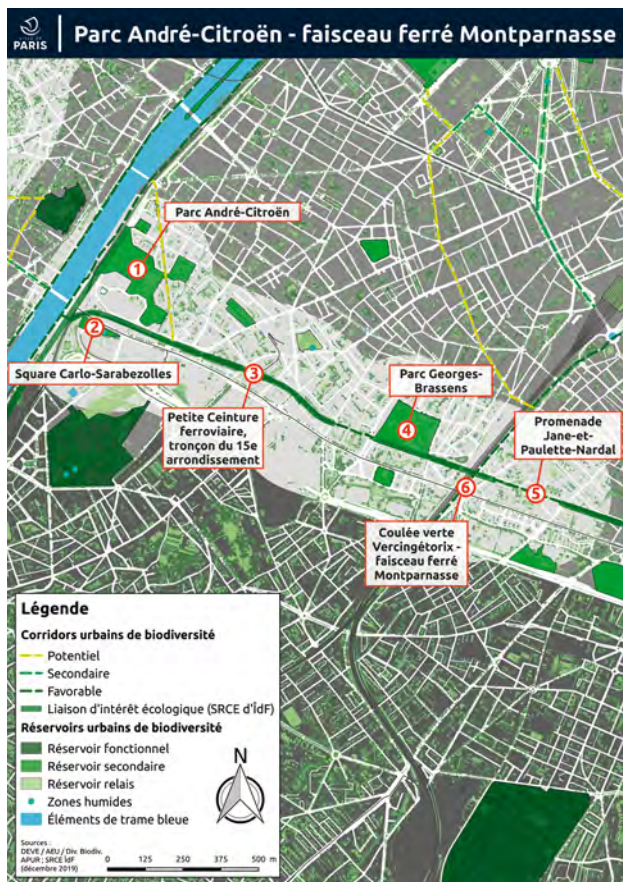 VILLE DE
PARIS
Parc André-Citroën - faisceau ferré Montparnasse
Parc André-Citroën
1
2
Square Carlo-Sarabezolles
3
Petite Ceinture
ferroviaire,
tronçon du 15e
arrondissement
Parc Georges-
Brassens
4
Promenade
Jane-et-
Paulette-Nardal
5
6
Coulée verte
Vercingétorix -
faisceau ferré
Montparnasse
Légende
Corridors urbains de biodiversité
Potentiel
Secondaire
Favorable
Liaison d'intérêt écologique (SRCE d'ÎdF)
Réservoirs urbains de biodiversité
Réservoir fonctionnel
Réservoir secondaire
Réservoir relais
Zones humides
Éléments de trame bleue
N
Sources :
DEVE / AEU / Div. Biodiv.
APUR ; SRCE ÎdF
(décembre 2019)
0 125 250 375 500 m